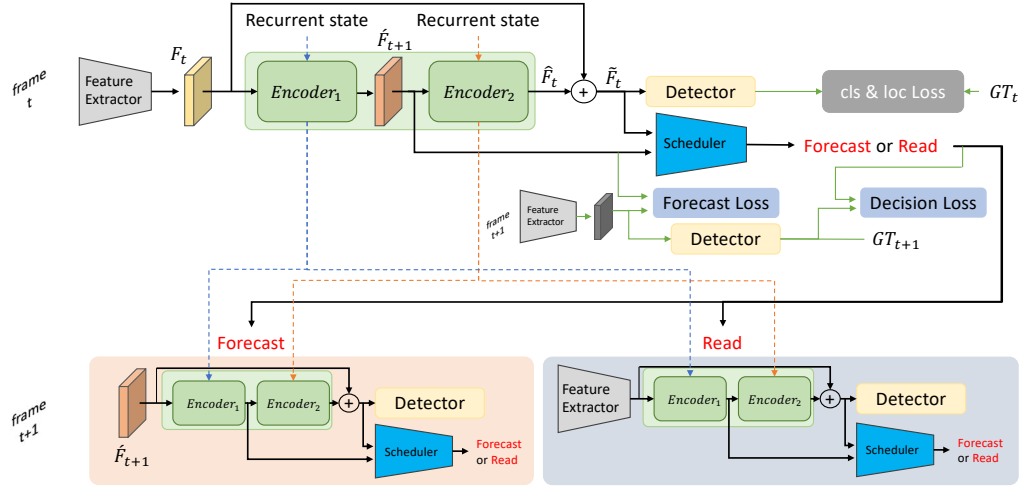 Recurrent state
Recurrent state
frame
t
Feature
Extractor
F_t
Encoder_1
F́_{t+1}
Encoder_2
F̂_t
+
F̃_t
Detector
cls & loc Loss
GT_t
Scheduler
Forecast or Read
frame
t+1
Feature
Extractor
Forecast Loss
Decision Loss
Detector
GT_{t+1}
Forecast
Read
frame
t+1
F́_{t+1}
Encoder_1
Encoder_2
+
Detector
Scheduler
Forecast
or Read
Feature
Extractor
Encoder_1
Encoder_2
+
Detector
Scheduler
Forecast
or Read